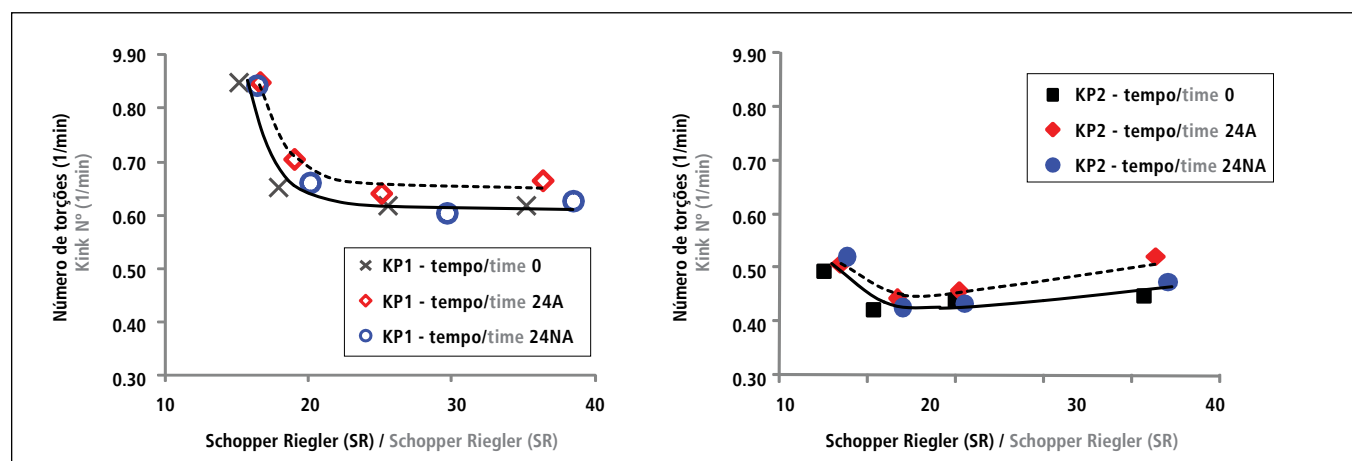 Número de torções (1/min)
Kink Nº (1/min)
9.90
0.80
0.70
0.60
0.50
0.40
0.30
KP1 - tempo/time 0
KP1 - tempo/time 24A
KP1 - tempo/time 24NA
10
20
30
40
Schopper Riegler (SR) / Schopper Riegler (SR)
Número de torções (1/min)
Kink Nº (1/min)
9.90
0.80
0.70
0.60
0.50
0.40
0.30
KP2 - tempo/time 0
KP2 - tempo/time 24A
KP2 - tempo/time 24NA
10
20
30
40
Schopper Riegler (SR) / Schopper Riegler (SR)